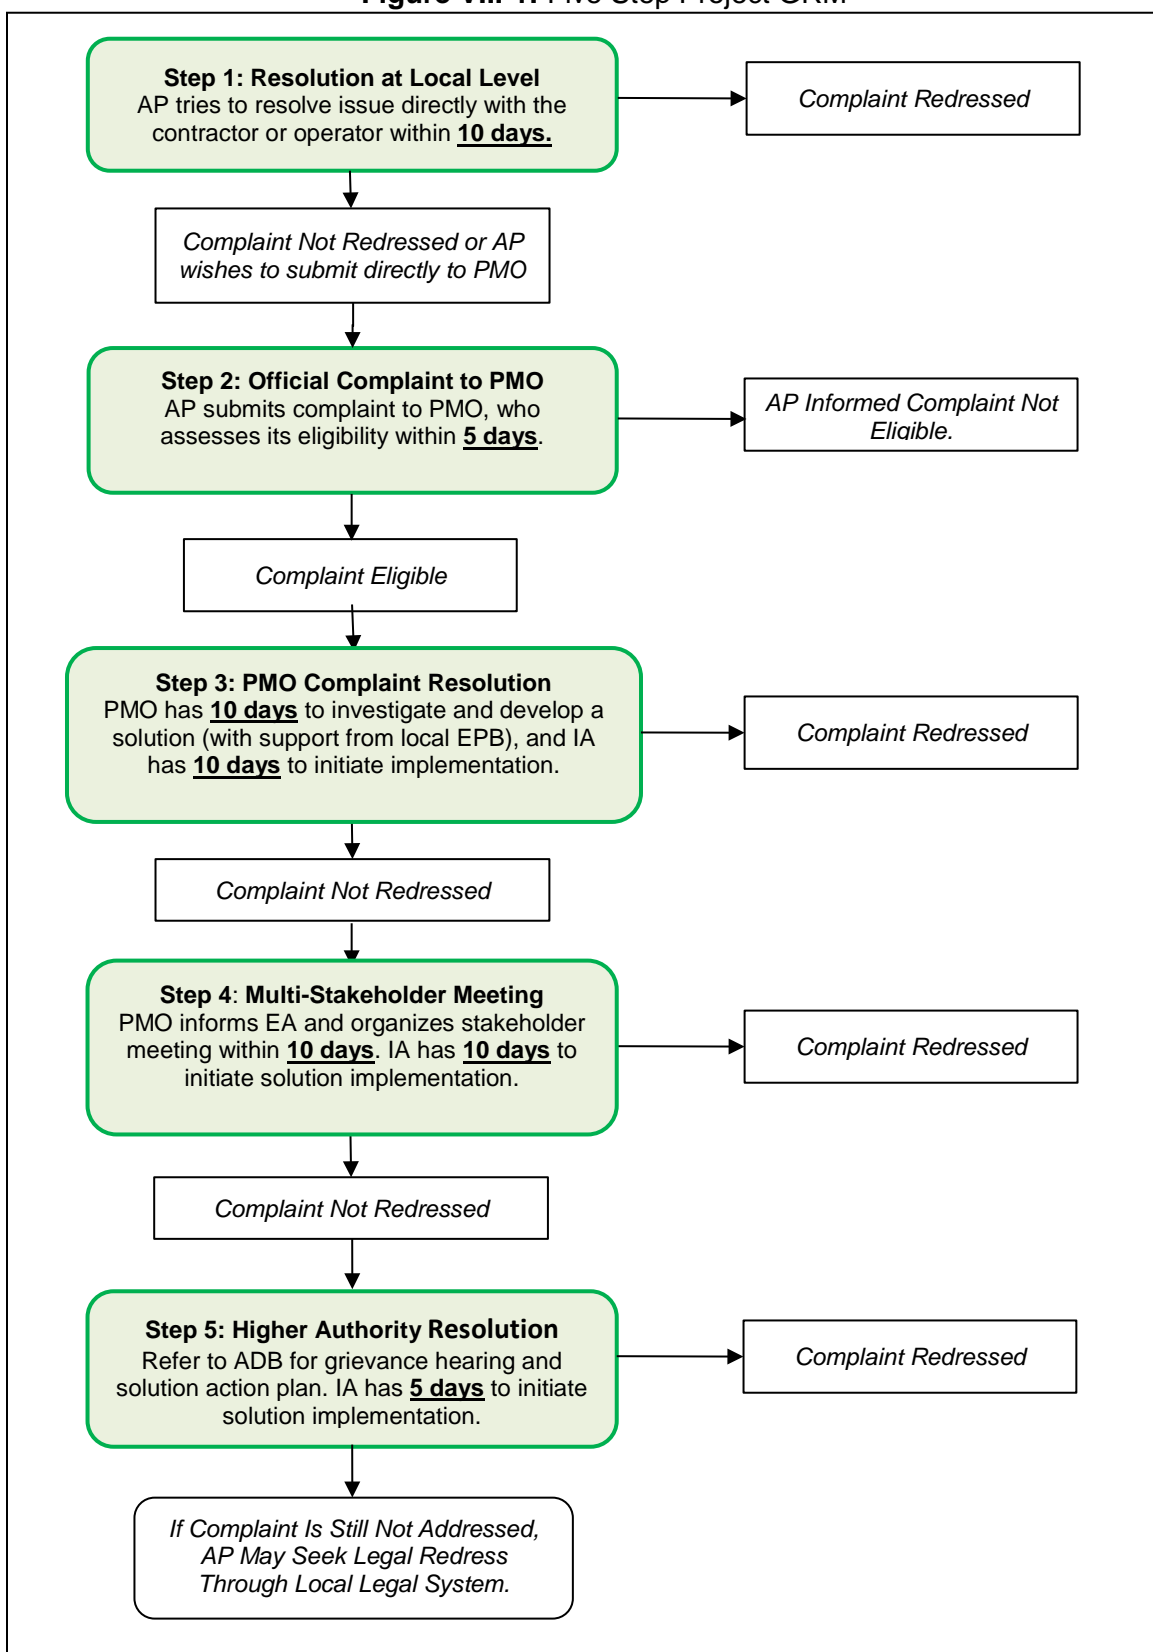 Figure VIII-1: Five Step Project GRM
Step 1: Resolution at Local Level
AP tries to resolve issue directly with the
contractor or operator within 10 days.
Complaint Redressed
Complaint Not Redressed or AP
wishes to submit directly to PMO
Step 2: Official Complaint to PMO
AP submits complaint to PMO, who
assesses its eligibility within 5 days.
AP Informed Complaint Not
Eligible.
Complaint Eligible
Step 3: PMO Complaint Resolution
PMO has 10 days to investigate and develop a
solution (with support from local EPB), and IA
has 10 days to initiate implementation.
Complaint Redressed
Complaint Not Redressed
Step 4: Multi-Stakeholder Meeting
PMO informs EA and organizes stakeholder
meeting within 10 days. IA has 10 days to
initiate solution implementation.
Complaint Redressed
Complaint Not Redressed
Step 5: Higher Authority Resolution
Refer to ADB for grievance hearing and
solution action plan. IA has 5 days to initiate
solution implementation.
Complaint Redressed
If Complaint Is Still Not Addressed,
AP May Seek Legal Redress
Through Local Legal System.